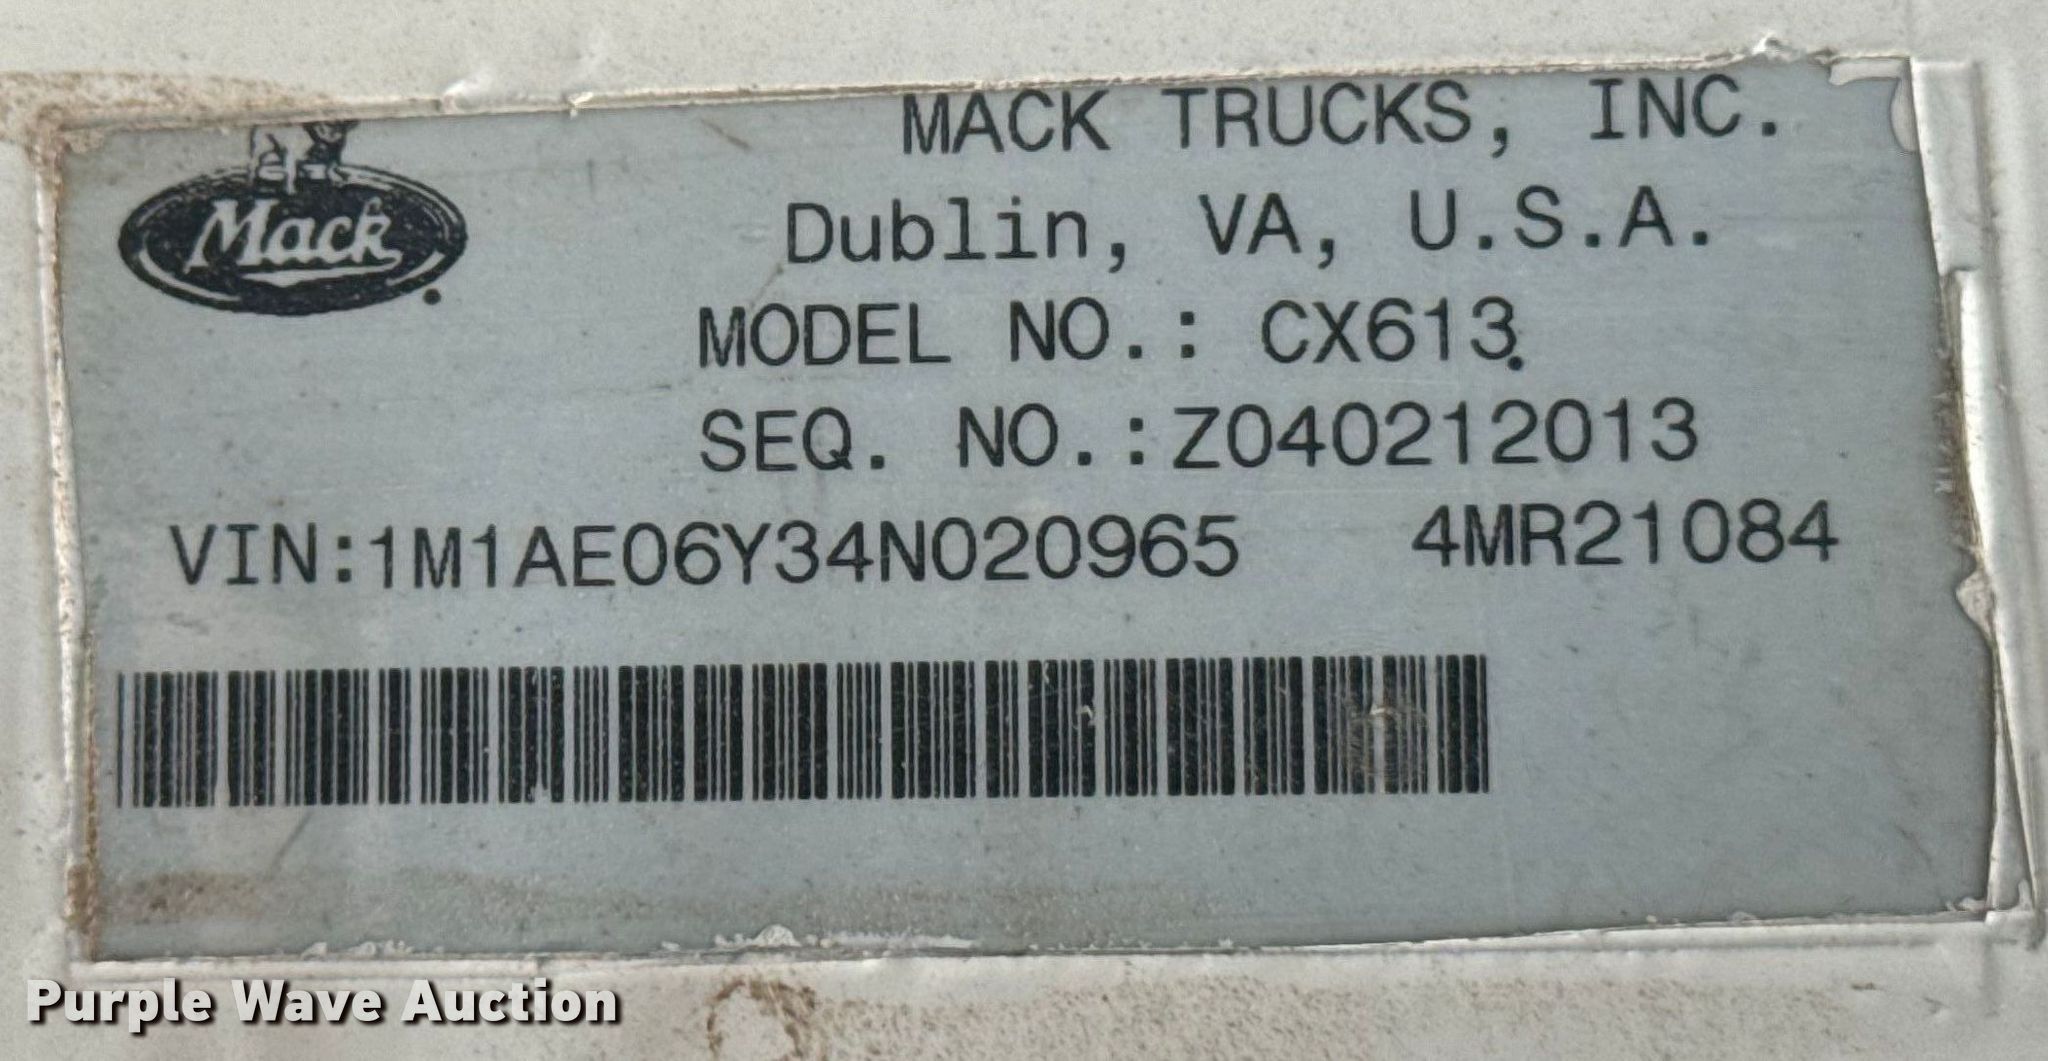 MACK TRUCKS, INC.
Mack
Dublin, VA, U.S.A.
MODEL NO.: CX613
SEQ. NO.:Z040212013
VIN:1M1AE06Y34N020965 4MR21084
Purple Wave Auction